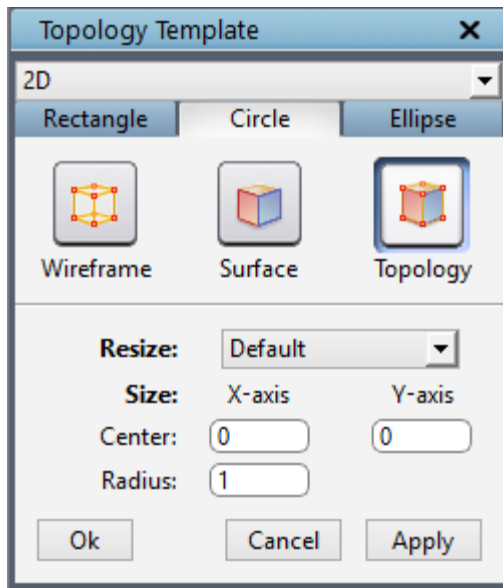 Topology Template
2D
Rectangle Circle Ellipse
Wireframe Surface Topology
Resize: Default
Size: X-axis Y-axis
Center: 0 0
Radius: 1
Ok Cancel Apply